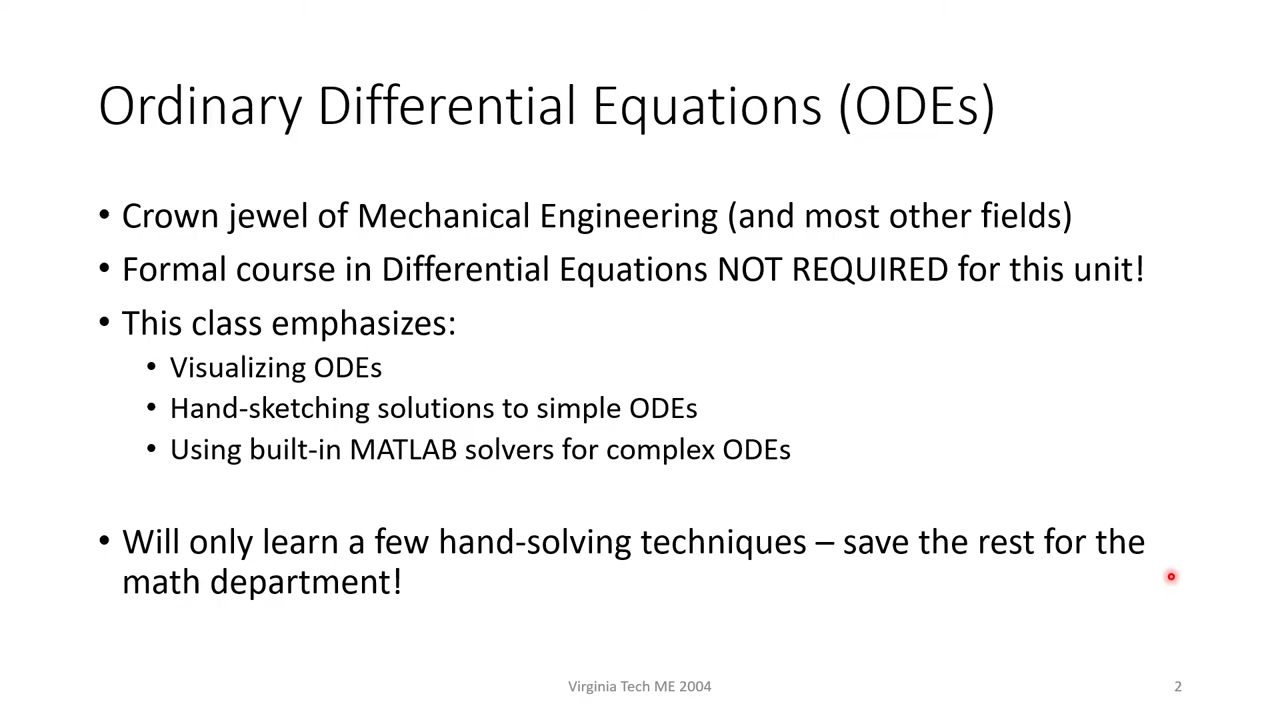 Ordinary Differential Equations (ODEs)
• Crown jewel of Mechanical Engineering (and most other fields)
• Formal course in Differential Equations NOT REQUIRED for this unit!
• This class emphasizes:
• Visualizing ODEs
• Hand-sketching solutions to simple ODEs
• Using built-in MATLAB solvers for complex ODEs
• Will only learn a few hand-solving techniques – save the rest for the
math department!
Virginia Tech ME 2004
2